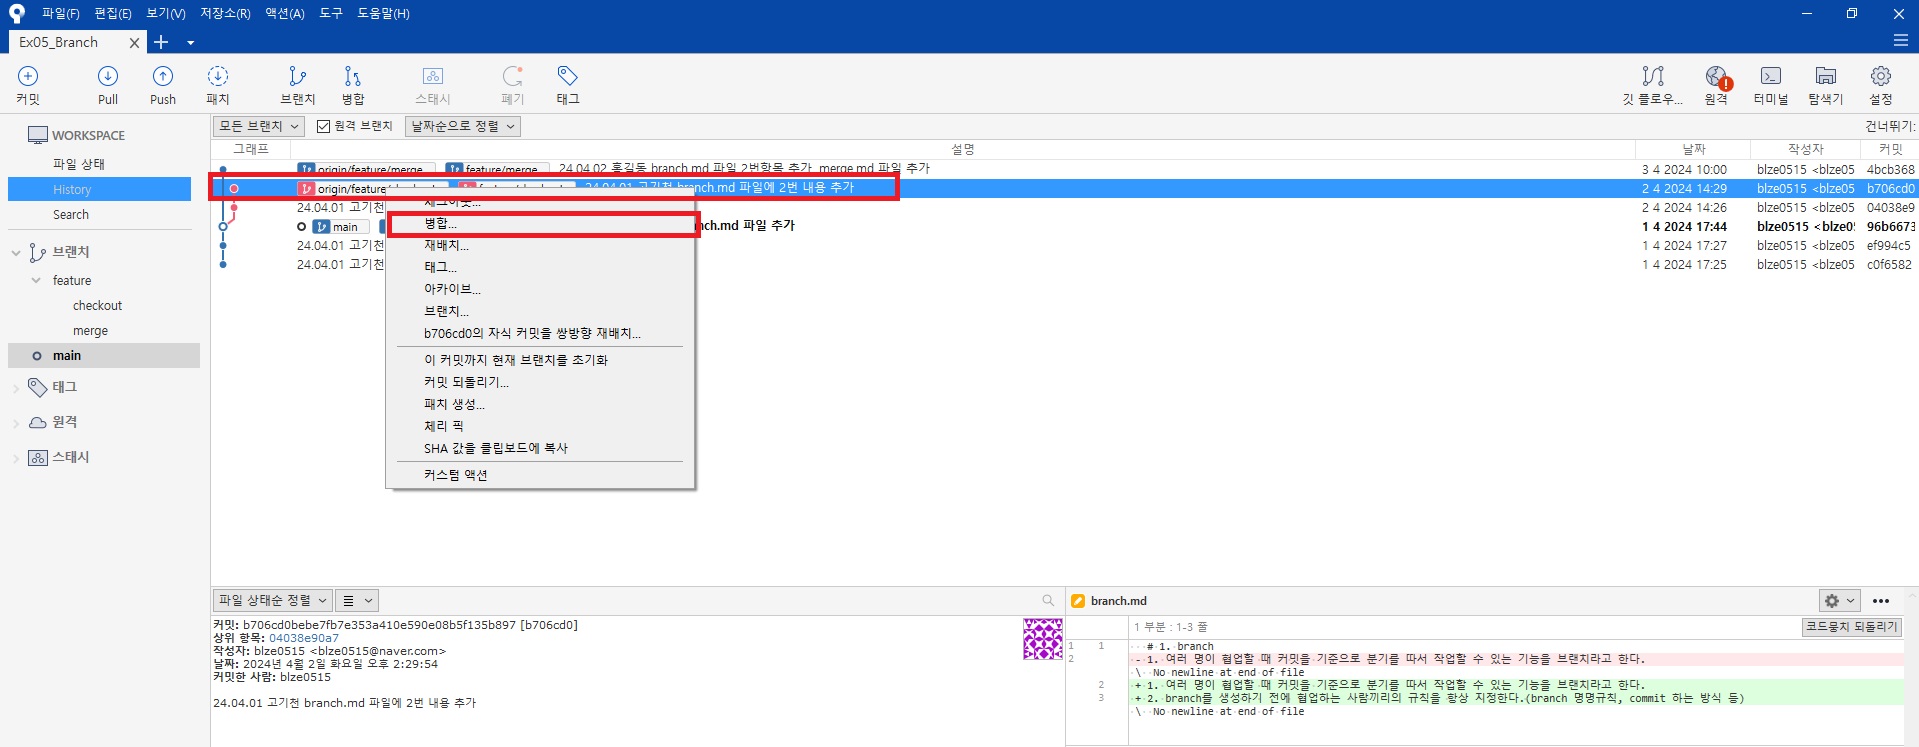 파일(F) 편집(E) 보기(V) 저장소(R) 액션(A) 도구 도움말(H)
Ex05_Branch
커밋 Pull Push 패치 브랜치 병합 스태시 폐기 태그 깃 플로우... 원격 터미널 탐색기 설정
WORKSPACE
파일 상태
History
Search
브랜치
feature
checkout
merge
main
태그
원격
스태시
모든 브랜치 원격 브랜치 날짜순으로 정렬 건너뛰기:
그래프 설명 날짜 작성자 커밋
origin/feature/merge feature/merge 24.04.02 홍길동 branch.md 파일 2번항목 추가, merge.md 파일 추가 3 4 2024 10:00 blze0515 <blze05 4bcb368
origin/feature 24.04.01 고기천 branch.md 파일에 2번 내용 추가 2 4 2024 14:29 blze0515 <blze05 b706cd0
24.04.01 고기천 2 4 2024 14:26 blze0515 <blze05 04038e9
main nch.md 파일 추가 1 4 2024 17:44 blze0515 <blze0! 96b6673
24.04.01 고기천 1 4 2024 17:27 blze0515 <blze05 ef994c5
24.04.01 고기천 1 4 2024 17:25 blze0515 <blze05 c0f6582
체크아웃...
병합...
재배치...
태그...
아카이브...
브랜치...
b706cd0의 자식 커밋을 쌍방향 재배치...
이 커밋까지 현재 브랜치를 초기화
커밋 되돌리기...
패치 생성...
체리 픽
SHA 값을 클립보드에 복사
커스텀 액션
파일 상태순 정렬
커밋: b706cd0bebe7fb7e353a410e590e08b5f135b897 [b706cd0]
상위 항목: 04038e90a7
작성자: blze0515 <blze0515@naver.com>
날짜: 2024년 4월 2일 화요일 오후 2:29:54
커밋한 사람: blze0515
24.04.01 고기천 branch.md 파일에 2번 내용 추가
branch.md
1 부분 : 1-3 줄 코드뭉치 되돌리기
1 1 # 1. branch
2 - 1. 여러 명이 협업할 때 커밋을 기준으로 분기를 따서 작업할 수 있는 기능을 브랜치라고 한다.
\ No newline at end of file
2 + 1. 여러 명이 협업할 때 커밋을 기준으로 분기를 따서 작업할 수 있는 기능을 브랜치라고 한다.
3 + 2. branch를 생성하기 전에 협업하는 사람끼리의 규칙을 항상 지정한다.(branch 명명규칙, commit 하는 방식 등)
\ No newline at end of file